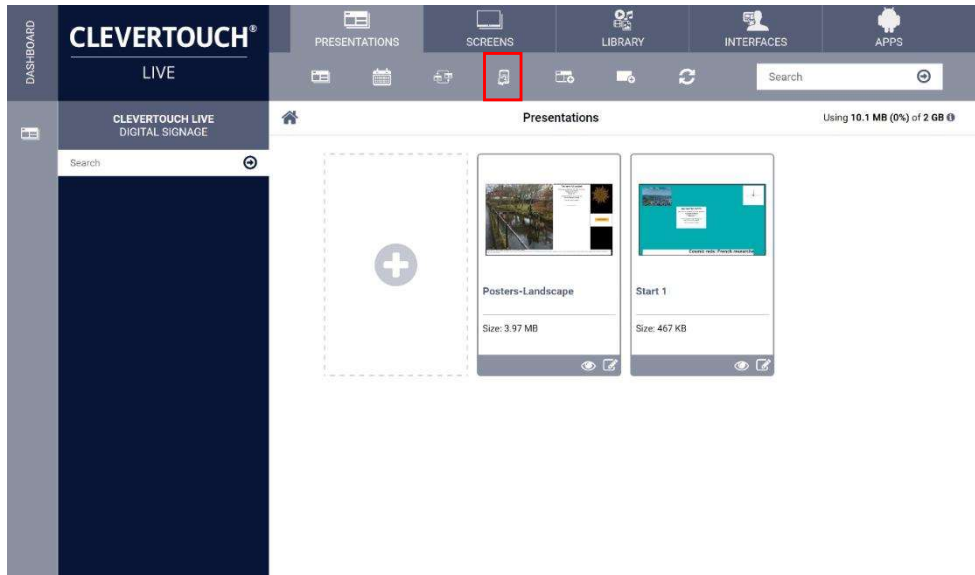 DASHBOARD
CLEVERTOUCH®
LIVE
PRESENTATIONS
SCREENS
LIBRARY
INTERFACES
APPS
Search
CLEVERTOUCH LIVE
DIGITAL SIGNAGE
Search
Presentations
Using 10.1 MB (0%) of 2 GB
Posters-Landscape
Size: 3.97 MB
Start 1
Size: 467 KB